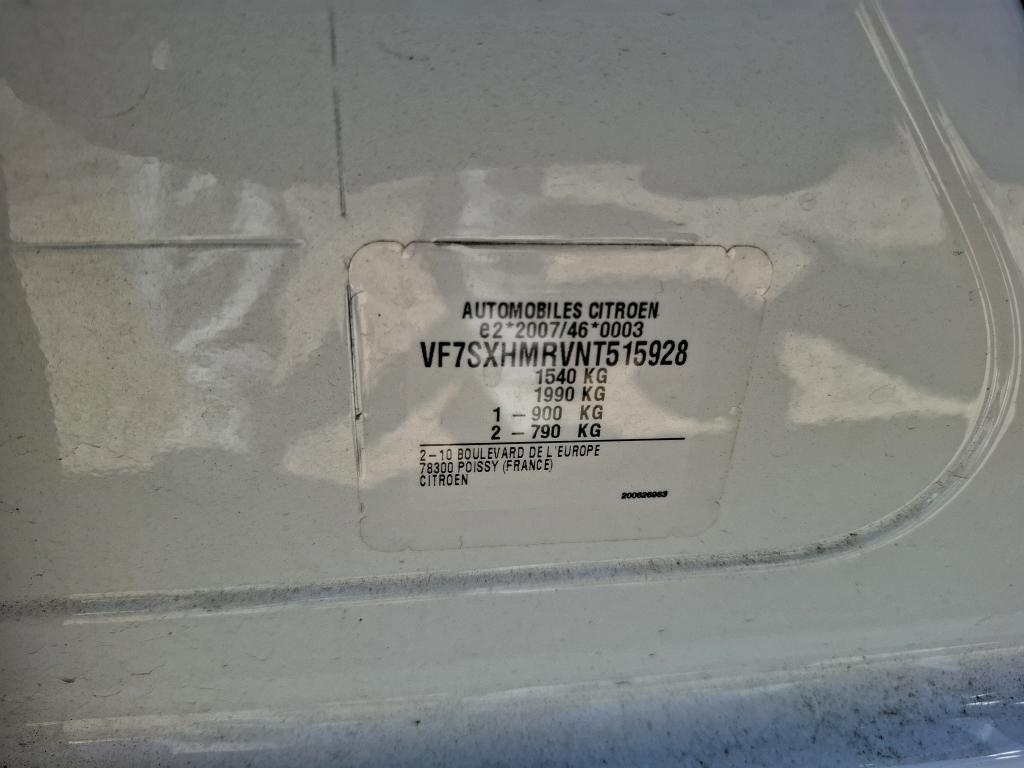 AUTOMOBILES CITROEN
e2*2007/46*0003
VF7SXHMRVNT515928
1540 KG
1990 KG
1 – 900 KG
2 – 790 KG
2–10 BOULEVARD DE L'EUROPE
78300 POISSY (FRANCE)
CITROEN
200626963